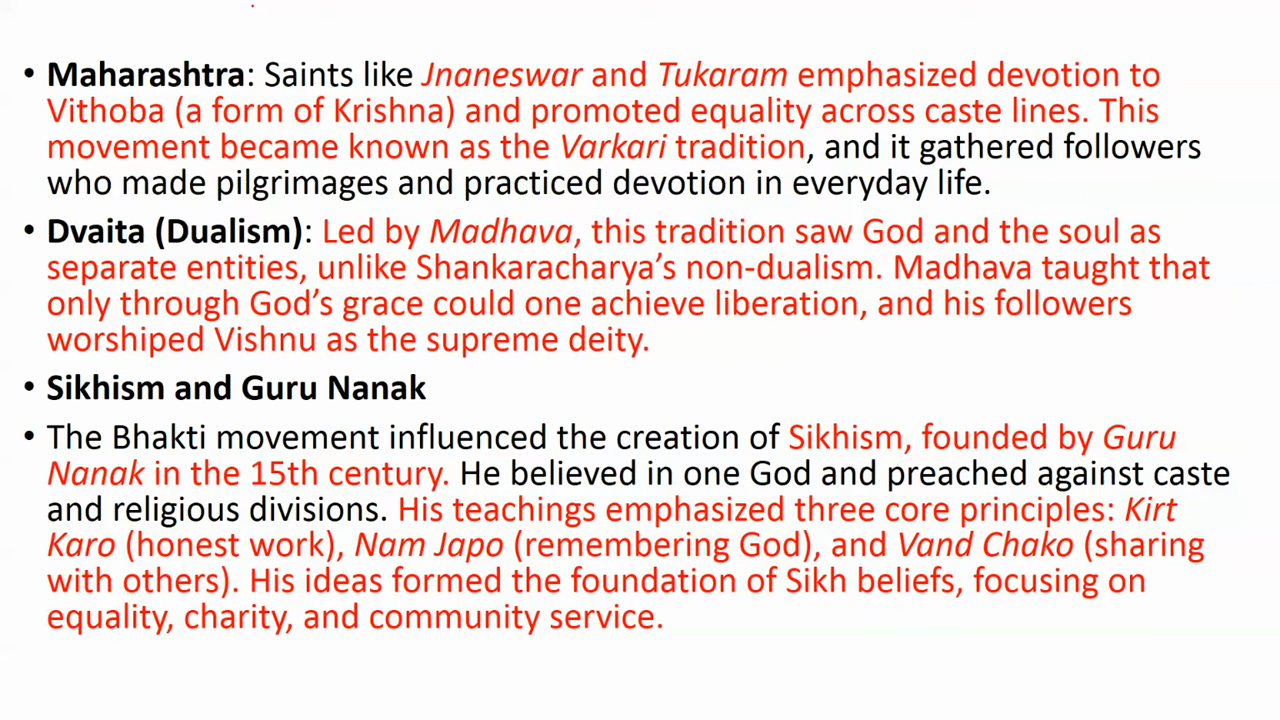 • Maharashtra: Saints like Jnaneswar and Tukaram emphasized devotion to
Vithoba (a form of Krishna) and promoted equality across caste lines. This
movement became known as the Varkari tradition, and it gathered followers
who made pilgrimages and practiced devotion in everyday life.
• Dvaita (Dualism): Led by Madhava, this tradition saw God and the soul as
separate entities, unlike Shankaracharya’s non-dualism. Madhava taught that
only through God’s grace could one achieve liberation, and his followers
worshiped Vishnu as the supreme deity.
• Sikhism and Guru Nanak
• The Bhakti movement influenced the creation of Sikhism, founded by Guru
Nanak in the 15th century. He believed in one God and preached against caste
and religious divisions. His teachings emphasized three core principles: Kirt
Karo (honest work), Nam Japo (remembering God), and Vand Chako (sharing
with others). His ideas formed the foundation of Sikh beliefs, focusing on
equality, charity, and community service.